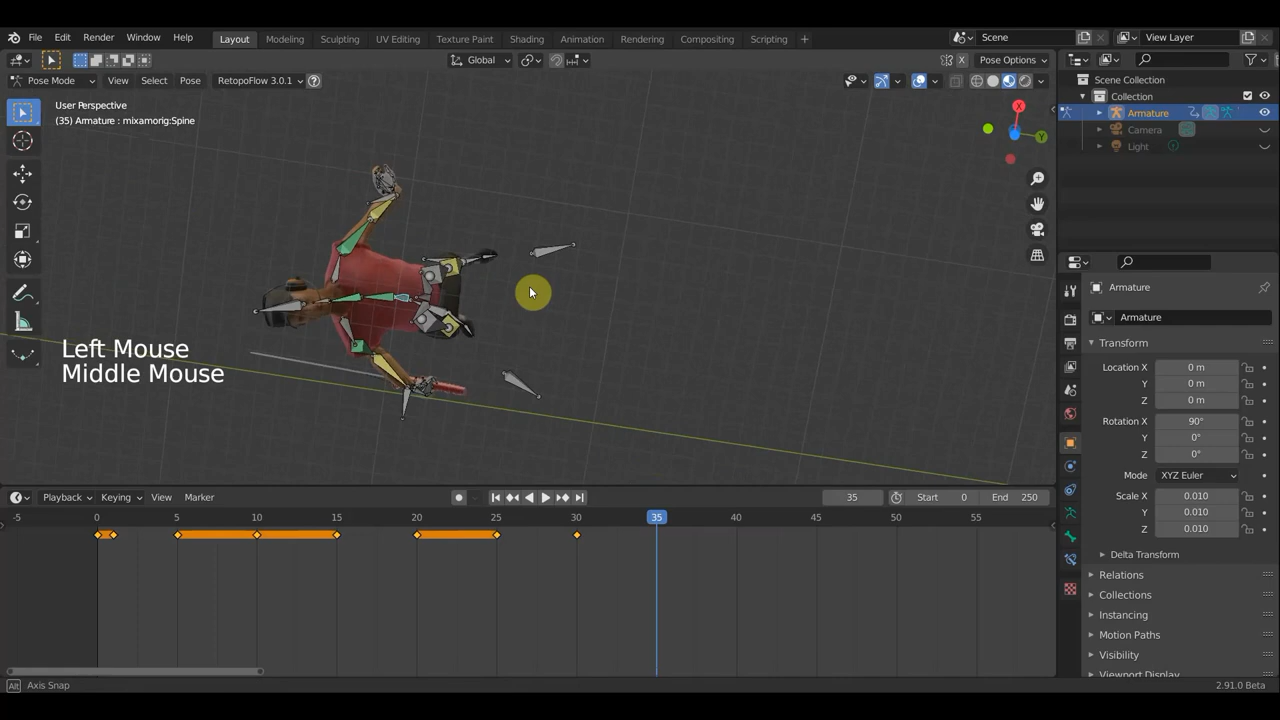 File Edit Render Window Help Layout Modeling Sculpting UV Editing Texture Paint Shading Animation Rendering Compositing Scripting + Scene View Layer
Global Pose Options
Pose Mode View Select Pose RetopoFlow 3.0.1
User Perspective
(35) Armature : mixamorig:Spine
X
Y
Left Mouse
Middle Mouse
Scene Collection
Collection
Armature
Camera
Light
Armature
Armature
Transform
Location X 0 m
Y 0 m
Z 0 m
Rotation X 90°
Y 0°
Z 0°
Mode XYZ Euler
Scale X 0.010
Y 0.010
Z 0.010
Delta Transform
Relations
Collections
Instancing
Motion Paths
Visibility
Viewport Display
Playback Keying View Marker 35 Start 0 End 250
-5 0 5 10 15 20 25 30 35 40 45 50 55
Alt Axis Snap
2.91.0 Beta